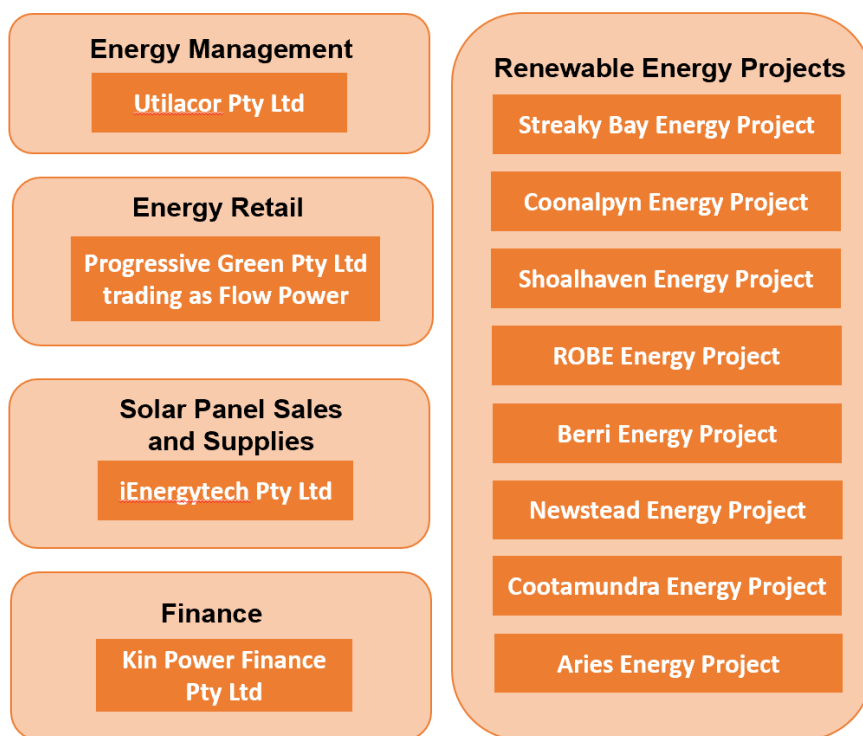 Energy Management
Utilacor Pty Ltd
Energy Retail
Progressive Green Pty Ltd
trading as Flow Power
Solar Panel Sales
and Supplies
iEnergytech Pty Ltd
Finance
Kin Power Finance
Pty Ltd
Renewable Energy Projects
Streaky Bay Energy Project
Coonalpyn Energy Project
Shoalhaven Energy Project
ROBE Energy Project
Berri Energy Project
Newstead Energy Project
Cootamundra Energy Project
Aries Energy Project